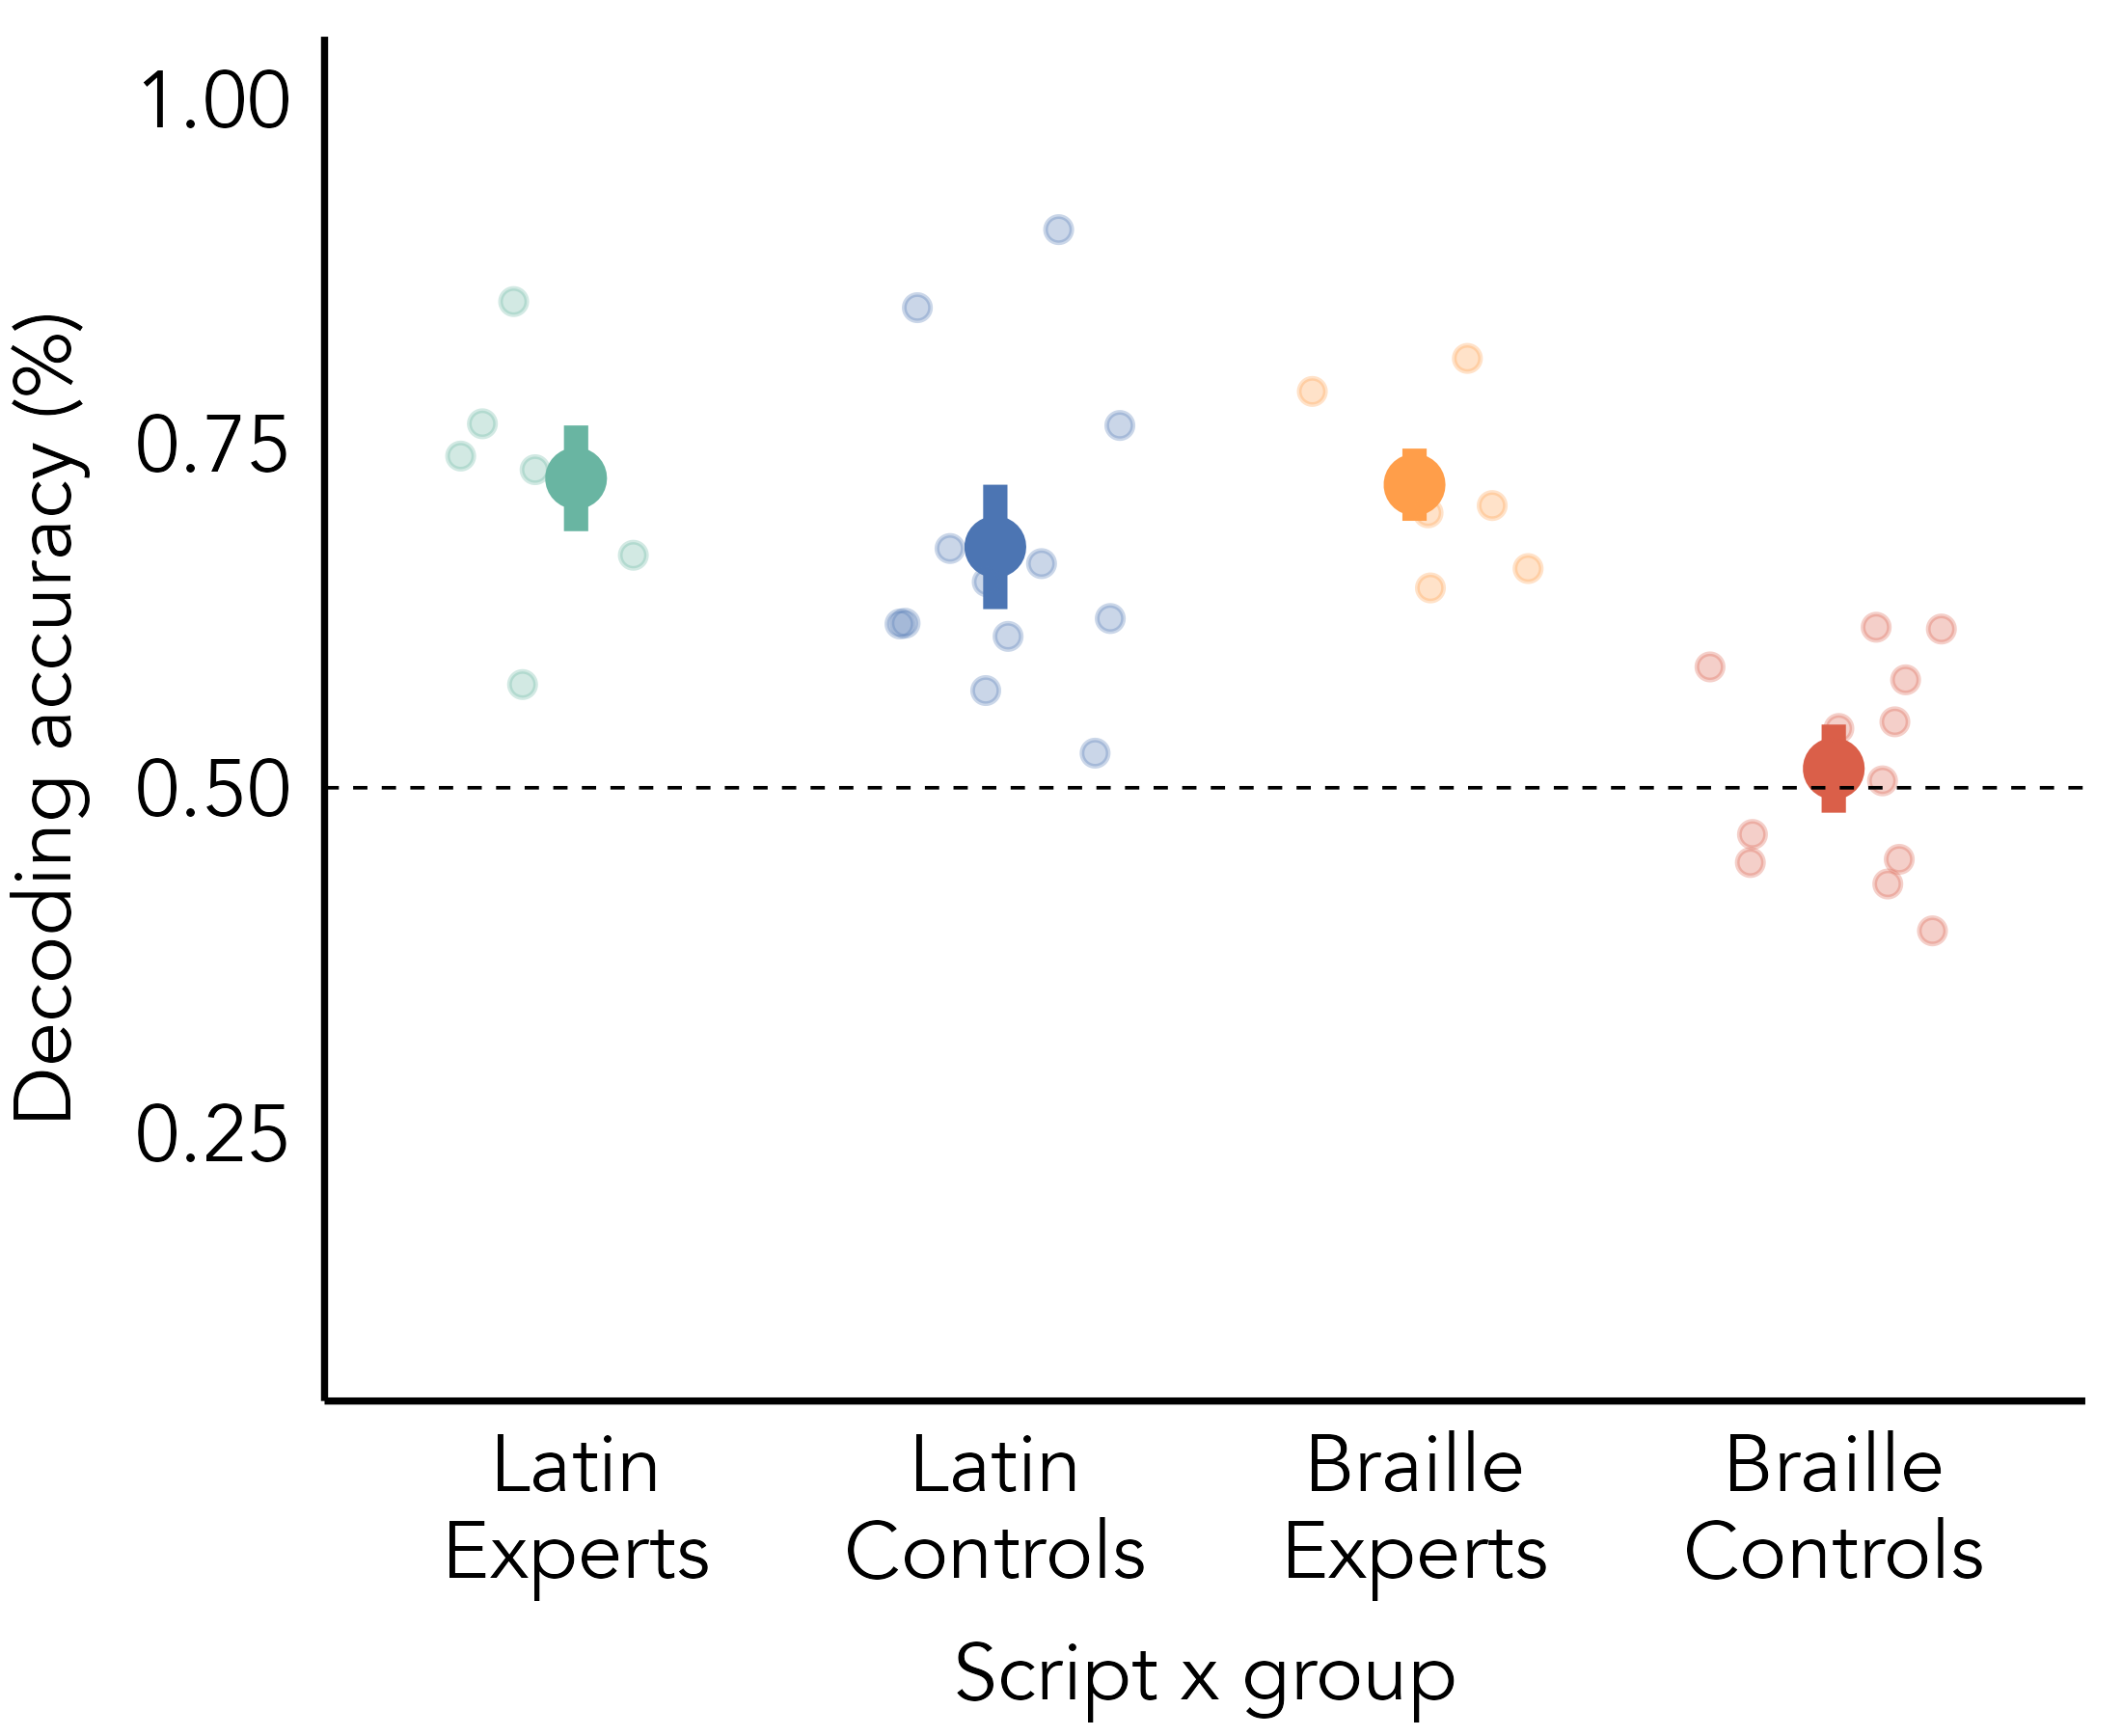 Decoding accuracy (%)
1.00
0.75
0.50
0.25
Latin
Experts
Latin
Controls
Braille
Experts
Braille
Controls
Script x group